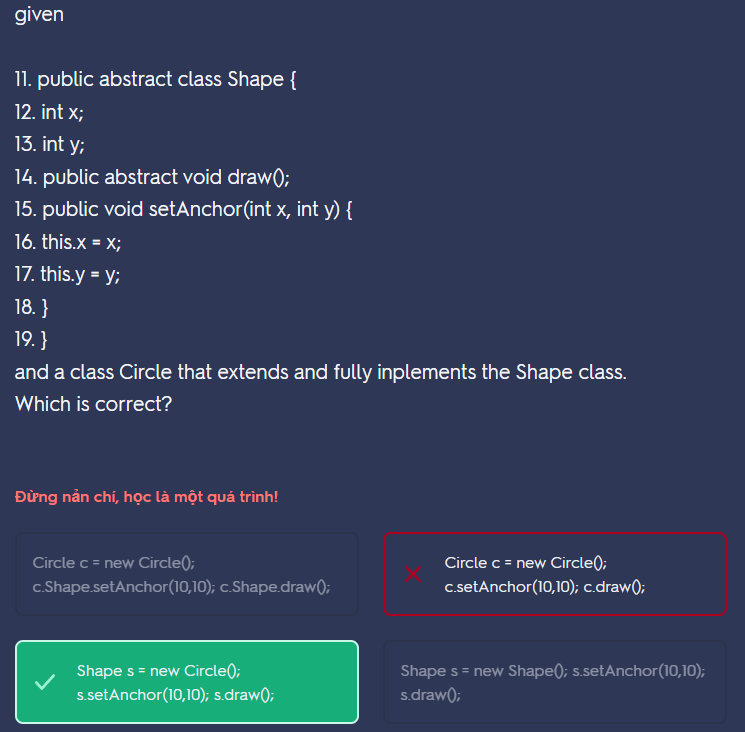 given
11. public abstract class Shape {
12. int x;
13. int y;
14. public abstract void draw();
15. public void setAnchor(int x, int y) {
16. this.x = x;
17. this.y = y;
18. }
19. }
and a class Circle that extends and fully inplements the Shape class.
Which is correct?
Đừng nản chí, học là một quá trình!
Circle c = new Circle();
c.Shape.setAnchor(10,10); c.Shape.draw();
Circle c = new Circle();
c.setAnchor(10,10); c.draw();
Shape s = new Circle();
s.setAnchor(10,10); s.draw();
Shape s = new Shape(); s.setAnchor(10,10);
s.draw();